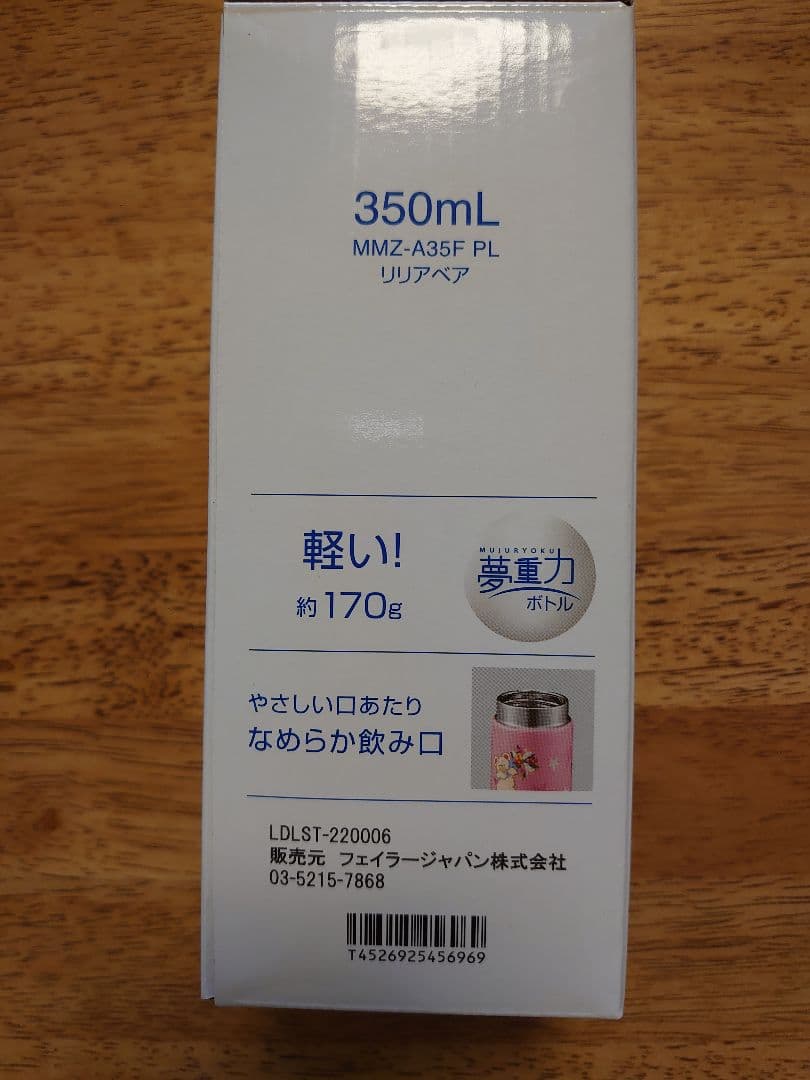 350mL
MMZ-A35F PL
リリアベア
軽い!
約170g
MUJURYOKU
夢重力
ボトル
やさしい口あたり
なめらか飲み口
LDLST-220006
販売元 フェイラージャパン株式会社
03-5215-7868
T4526925456969